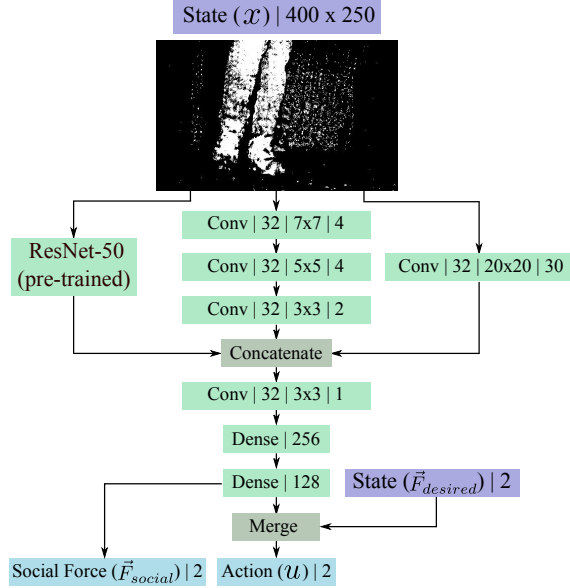 State (x) | 400 x 250
Conv | 32 | 7x7 | 4
ResNet-50
(pre-trained)
Conv | 32 | 5x5 | 4
Conv | 32 | 20x20 | 30
Conv | 32 | 3x3 | 2
Concatenate
Conv | 32 | 3x3 | 1
Dense | 256
Dense | 128
State (F⃗_desired) | 2
Merge
Social Force (F⃗_social) | 2
Action (u) | 2